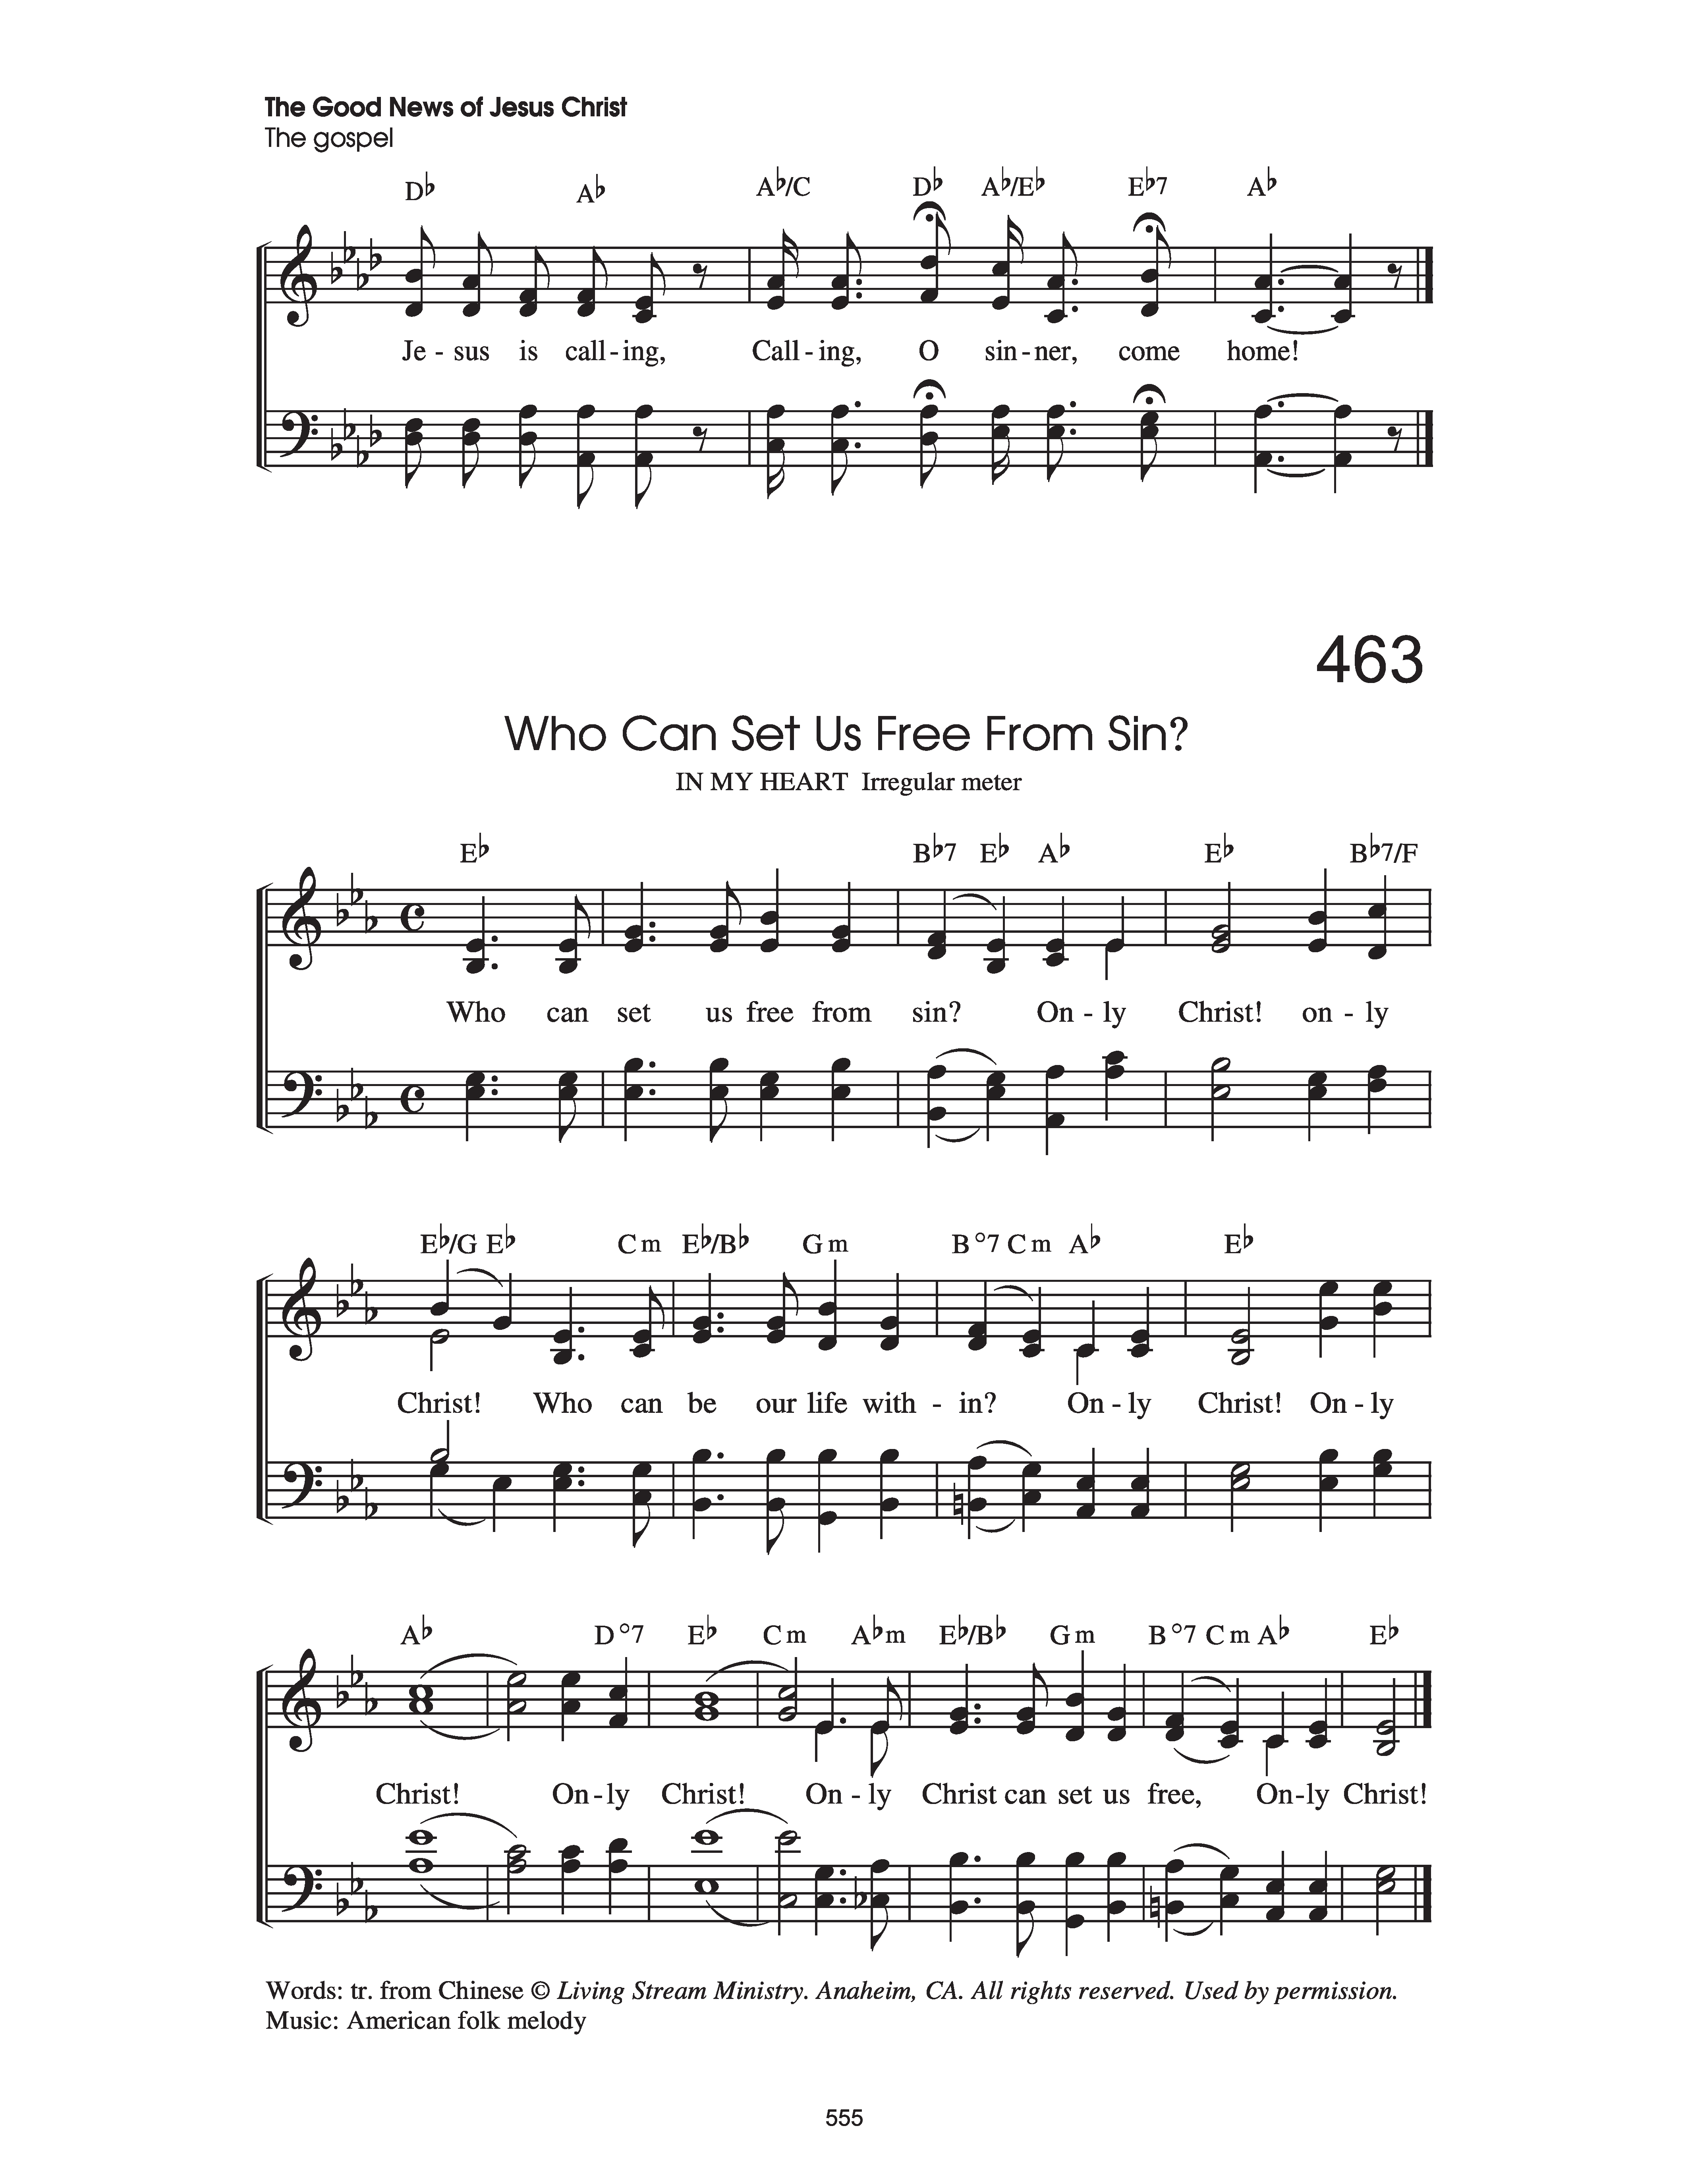 The Good News of Jesus Christ
The gospel
D♭ A♭ A♭/C D♭ A♭/E♭ E♭7 A♭
Je - sus is call - ing, Call - ing, O sin - ner, come home!
463
Who Can Set Us Free From Sin?
IN MY HEART Irregular meter
E♭ B♭7 E♭ A♭ E♭ B♭7/F
Who can set us free from sin? On - ly Christ! on - ly
E♭/G E♭ C m E♭/B♭ G m B °7 C m A♭ E♭
Christ! Who can be our life with - in? On - ly Christ! On - ly
A♭ D °7 E♭ C m A♭m E♭/B♭ G m B °7 C m A♭ E♭
Christ! On - ly Christ! On - ly Christ can set us free, On - ly Christ!
Words: tr. from Chinese © Living Stream Ministry. Anaheim, CA. All rights reserved. Used by permission.
Music: American folk melody
555